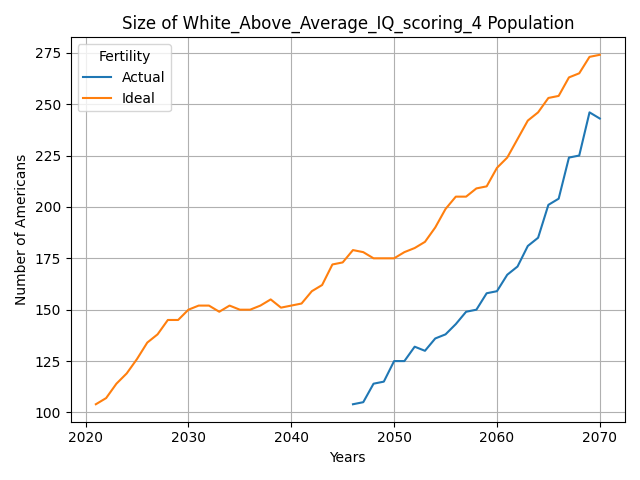 Size of White_Above_Average_IQ_scoring_4 Population
Fertility
Actual
Ideal
Number of Americans
275
250
225
200
175
150
125
100
2020
2030
2040
2050
2060
2070
Years